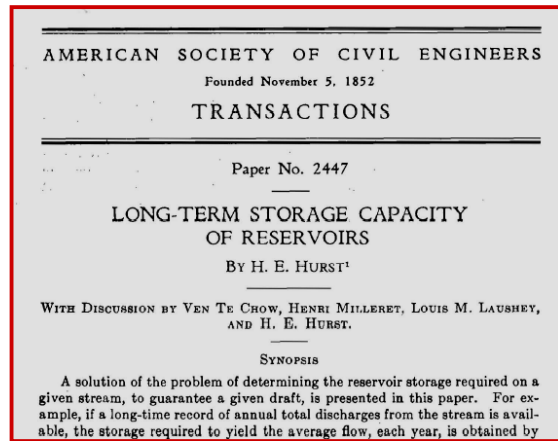 AMERICAN SOCIETY OF CIVIL ENGINEERS
Founded November 5, 1852
TRANSACTIONS
Paper No. 2447
LONG-TERM STORAGE CAPACITY
OF RESERVOIRS
BY H. E. HURST¹
WITH DISCUSSION BY VEN TE CHOW, HENRI MILLERET, LOUIS M. LAUSHEY,
AND H. E. HURST.
SYNOPSIS
A solution of the problem of determining the reservoir storage required on a
given stream, to guarantee a given draft, is presented in this paper. For ex-
ample, if a long-time record of annual total discharges from the stream is avail-
able, the storage required to yield the average flow, each year, is obtained by